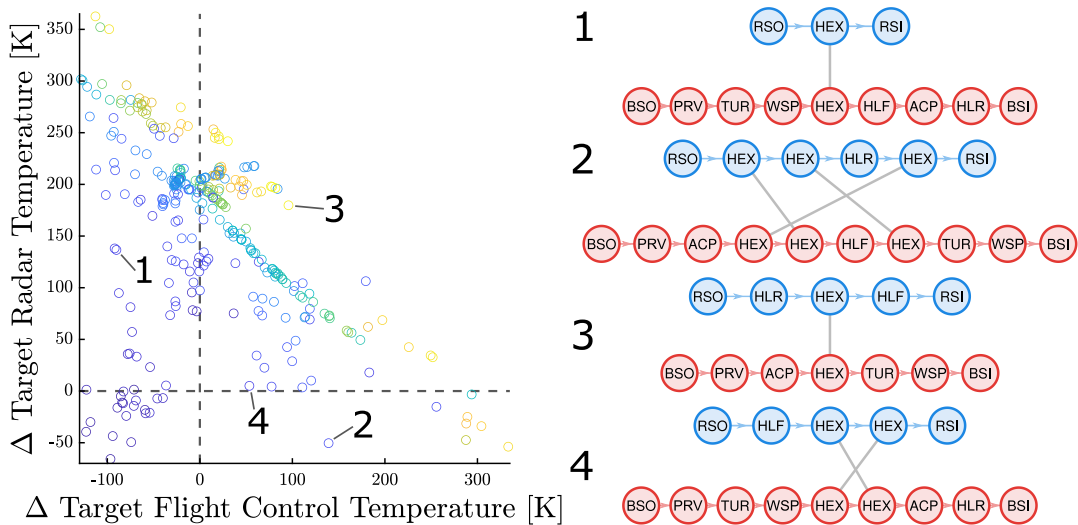 Δ Target Radar Temperature [K]
350
300
250
200
150
100
50
0
-50
-100
0
100
200
300
Δ Target Flight Control Temperature [K]
1
2
3
4
1
RSO HEX RSI
BSO PRV TUR WSP HEX HLF ACP HLR BSI
2
RSO HEX HEX HLR HEX RSI
BSO PRV ACP HEX HEX HLF HEX TUR WSP BSI
3
RSO HLR HEX HLF RSI
BSO PRV ACP HEX TUR WSP BSI
4
RSO HLF HEX HEX RSI
BSO PRV TUR WSP HEX HEX ACP HLR BSI